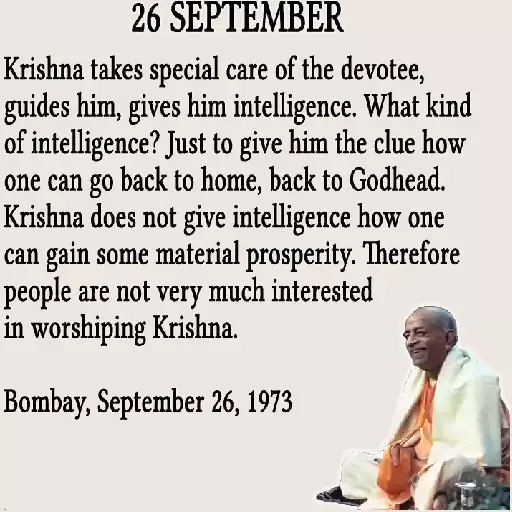 26 SEPTEMBER
Krishna takes special care of the devotee,
guides him, gives him intelligence. What kind
of intelligence? Just to give him the clue how
one can go back to home, back to Godhead.
Krishna does not give intelligence how one
can gain some material prosperity. Therefore
people are not very much interested
in worshiping Krishna.
Bombay, September 26, 1973